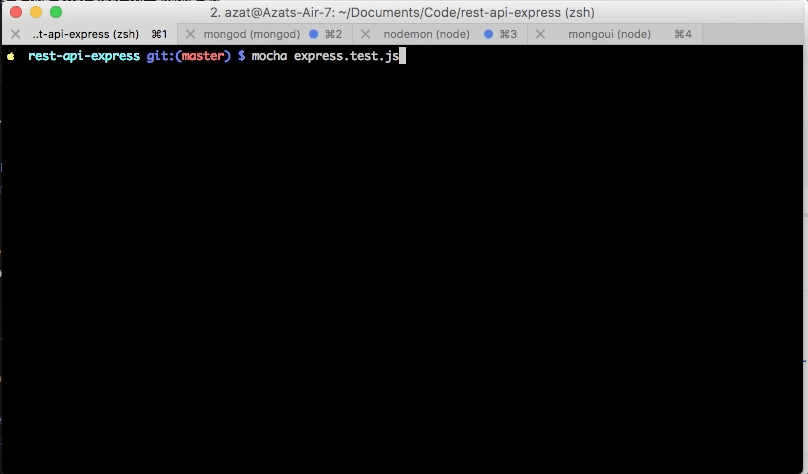 2. azat@Azats-Air-7: ~/Documents/Code/rest-api-express (zsh)
..t-api-express (zsh) ⌘1 mongod (mongod) ⌘2 nodemon (node) ⌘3 mongoui (node) ⌘4
rest-api-express git:(master) $ mocha express.test.js